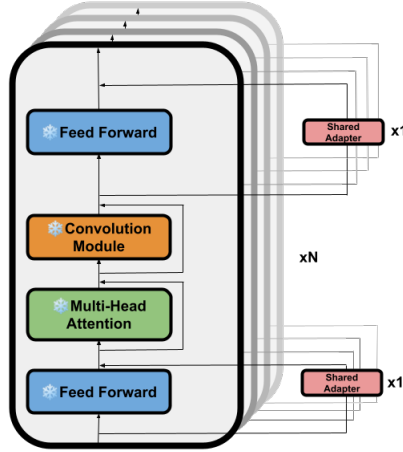 Feed Forward
Shared
Adapter
x1
Convolution
Module
xN
Multi-Head
Attention
Feed Forward
Shared
Adapter
x1